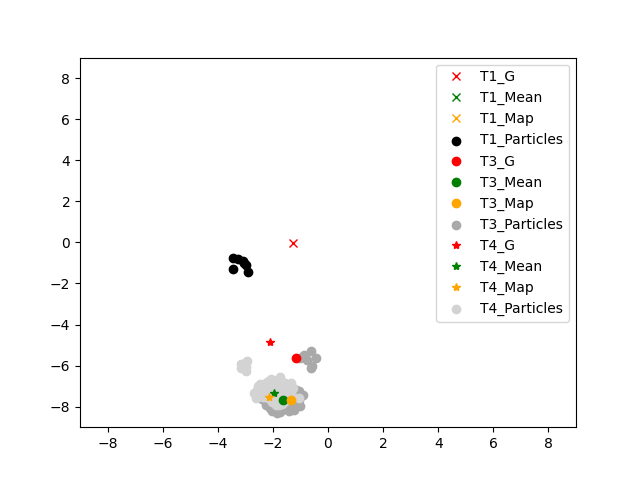 8
6
4
2
0
−2
−4
−6
−8
−8 −6 −4 −2 0 2 4 6 8
T1_G
T1_Mean
T1_Map
T1_Particles
T3_G
T3_Mean
T3_Map
T3_Particles
T4_G
T4_Mean
T4_Map
T4_Particles